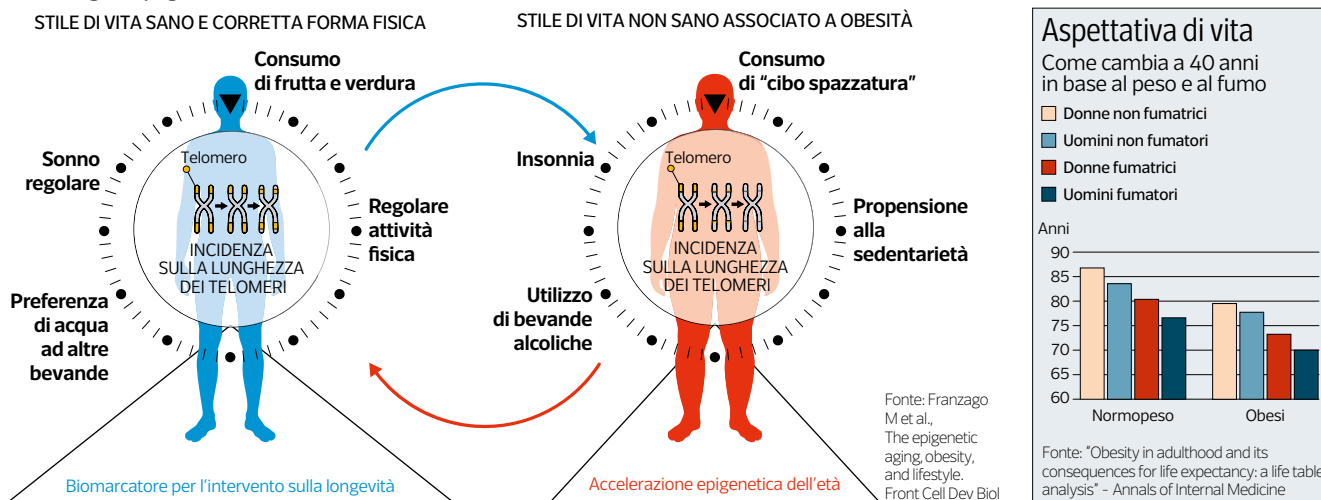 STILE DI VITA SANO E CORRETTA FORMA FISICA
Consumo
di frutta e verdura
Sonno
regolare
Telomero
Regolare
attività
fisica
INCIDENZA
SULLA LUNGHEZZA
DEI TELOMERI
Preferenza
di acqua
ad altre
bevande
Biomarcatore per l'intervento sulla longevità
STILE DI VITA NON SANO ASSOCIATO A OBESITÀ
Consumo
di “cibo spazzatura”
Insonnia
Telomero
Propensione
alla
sedentarietà
INCIDENZA
SULLA LUNGHEZZA
DEI TELOMERI
Utilizzo
di bevande
alcoliche
Accelerazione epigenetica dell'età
Fonte: Franzago
M et al.,
The epigenetic
aging, obesity,
and lifestyle.
Front Cell Dev Biol
Aspettativa di vita
Come cambia a 40 anni
in base al peso e al fumo
Donne non fumatrici
Uomini non fumatori
Donne fumatrici
Uomini fumatori
Anni
90
85
80
75
70
65
60
Normopeso Obesi
Fonte: “Obesity in adulthood and its
consequences for life expectancy: a life table
analysis” - Annals of Internal Medicine